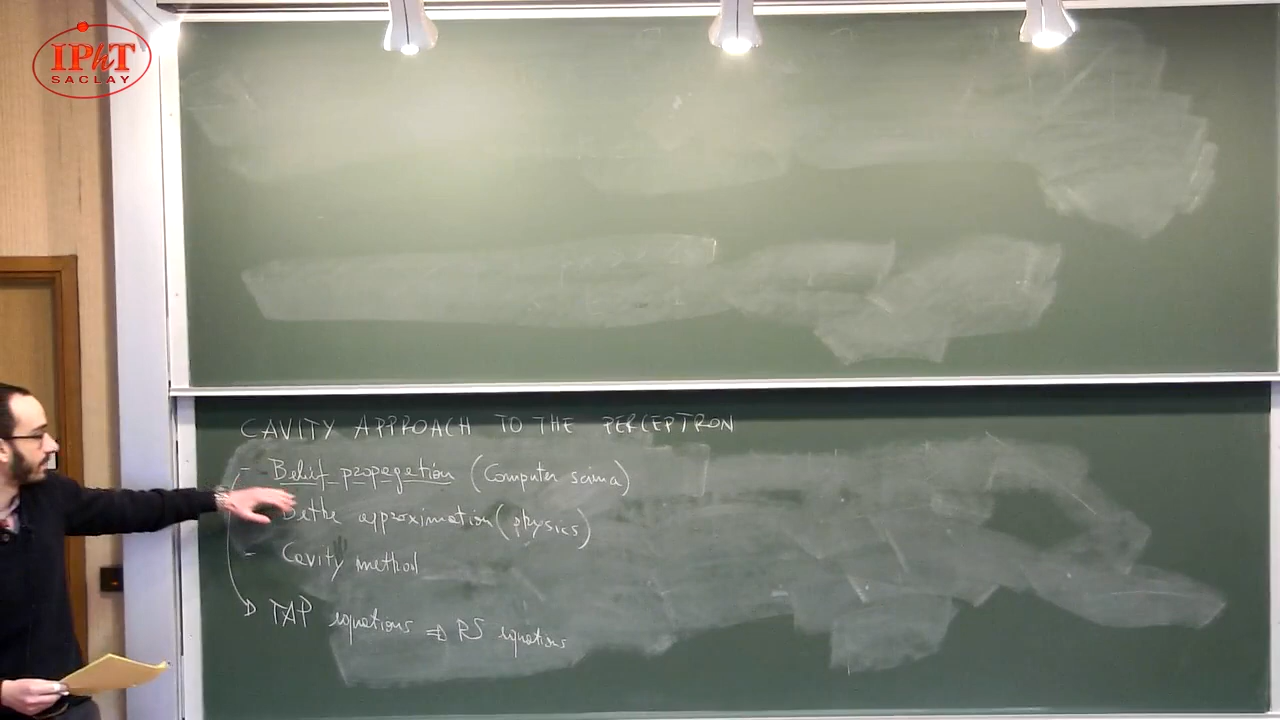 IPhT
SACLAY
CAVITY APPROACH TO THE PERCEPTRON
- Belief propagation (Computer science)
- Bethe approximation (physics)
- Cavity method
TAP equations ⇒ RS equations